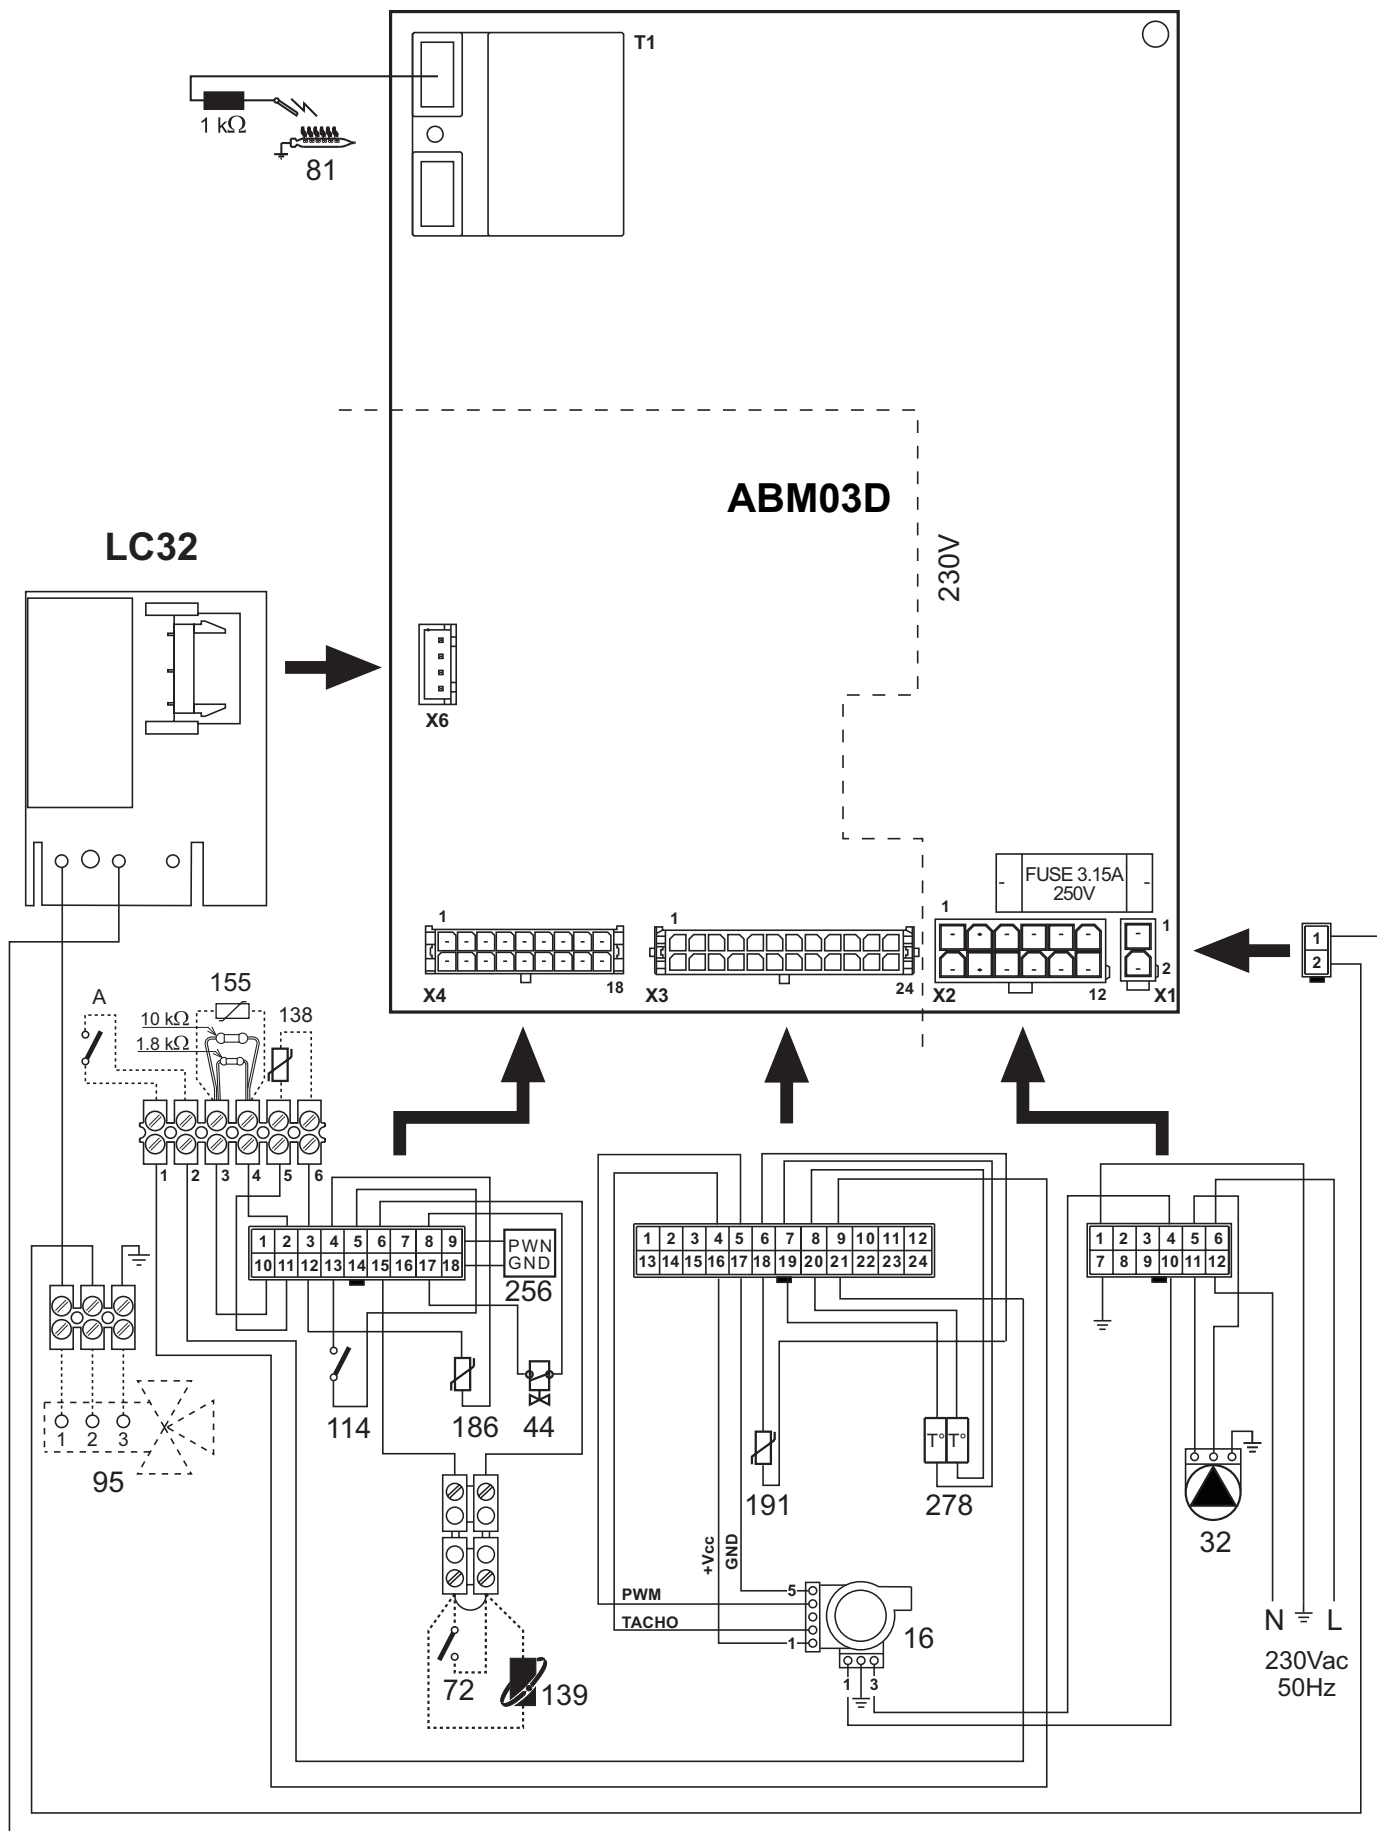 T1
1 kΩ
81
ABM03D
230V
LC32
X6
FUSE 3.15A
250V
1
1
1
1
2
18
24
12
X4
X3
X2
X1
1
2
A
155
138
10 kΩ
1.8 kΩ
1 2 3 4 5 6
1 2 3 4 5 6 7 8 9
10 11 12 13 14 15 16 17 18
PWN
GND
256
1 2 3 4 5 6 7 8 9 10 11 12
13 14 15 16 17 18 19 20 21 22 23 24
1 2 3 4 5 6
7 8 9 10 11 12
1 2 3
95
114
186
44
191
T° T°
278
32
+Vcc
GND
PWM
TACHO
5
1
16
1 3
72
139
N L
230Vac
50Hz